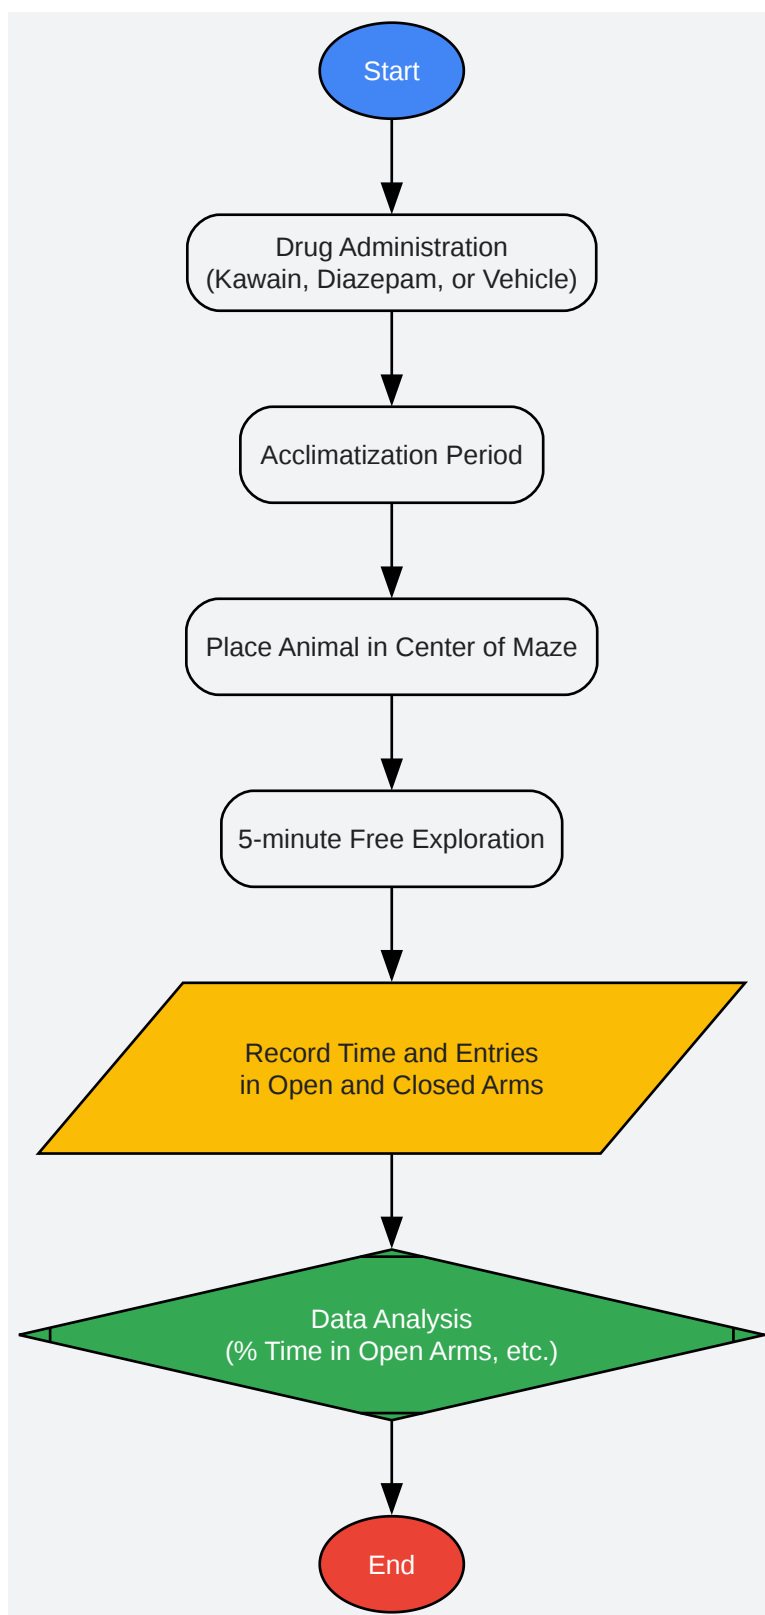 Start
Drug Administration
(Kawain, Diazepam, or Vehicle)
Acclimatization Period
Place Animal in Center of Maze
5-minute Free Exploration
Record Time and Entries
in Open and Closed Arms
Data Analysis
(% Time in Open Arms, etc.)
End